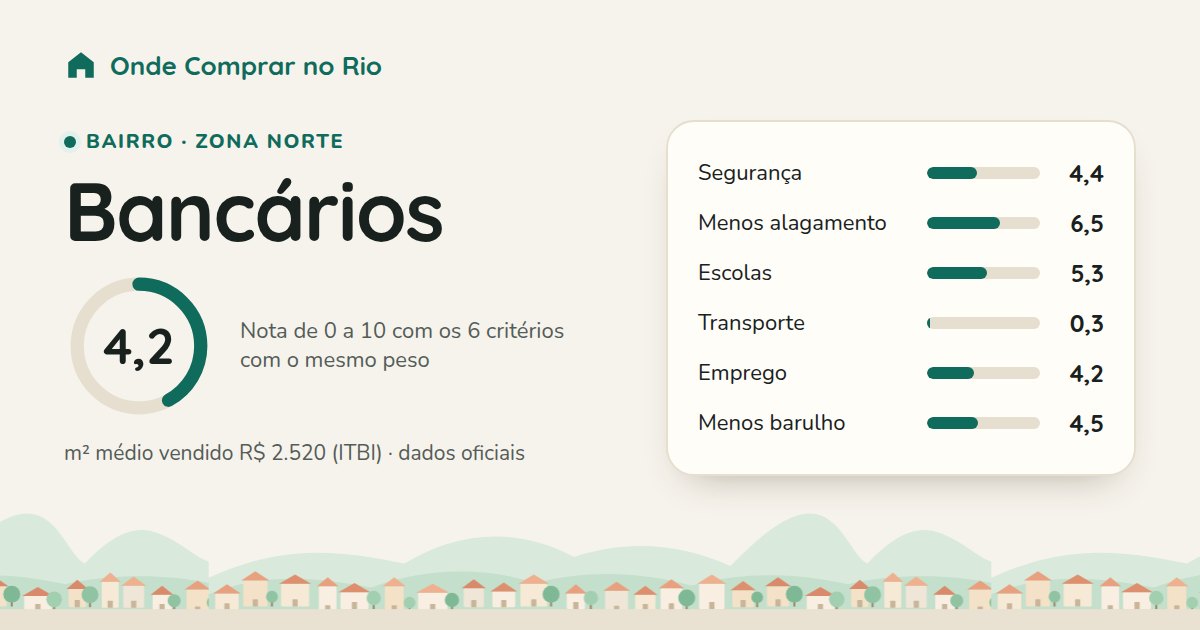 Onde Comprar no Rio
BAIRRO · ZONA NORTE
Bancários
4,2
Nota de 0 a 10 com os 6 critérios
com o mesmo peso
m² médio vendido R$ 2.520 (ITBI) · dados oficiais
Segurança 4,4
Menos alagamento 6,5
Escolas 5,3
Transporte 0,3
Emprego 4,2
Menos barulho 4,5